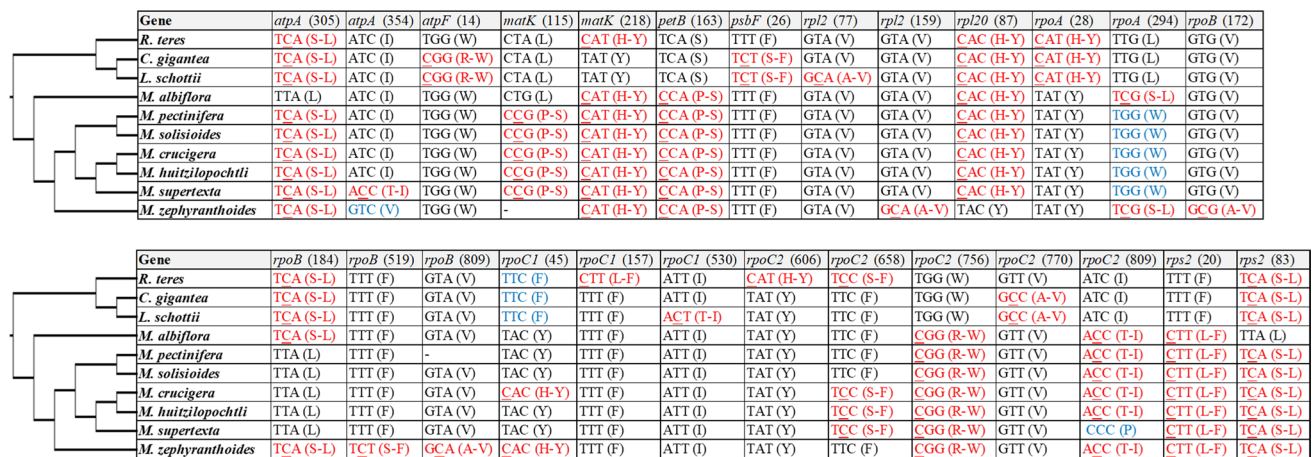 Gene atpA (305) atpA (354) atpF (14) matK (115) matK (218) petB (163) psbF (26) rpl2 (77) rpl2 (159) rpl20 (87) rpoA (28) rpoA (294) rpoB (172)
R. teres TCA (S-L) ATC (I) TGG (W) CTA (L) CAT (H-Y) TCA (S) TTT (F) GTA (V) GTA (V) CAC (H-Y) CAT (H-Y) TTG (L) GTG (V)
C. gigantea TCA (S-L) ATC (I) CGG (R-W) CTA (L) TAT (Y) TCA (S) TCT (S-F) GTA (V) GTA (V) CAC (H-Y) CAT (H-Y) TTG (L) GTG (V)
L. schottii TCA (S-L) ATC (I) CGG (R-W) CTA (L) TAT (Y) TCA (S) TCT (S-F) GCA (A-V) GTA (V) CAC (H-Y) CAT (H-Y) TTG (L) GTG (V)
M. albiflora TTA (L) ATC (I) TGG (W) CTG (L) CAT (H-Y) CCA (P-S) TTT (F) GTA (V) GTA (V) CAC (H-Y) TAT (Y) TCG (S-L) GTG (V)
M. pectinifera TCA (S-L) ATC (I) TGG (W) CCG (P-S) CAT (H-Y) CCA (P-S) TTT (F) GTA (V) GTA (V) CAC (H-Y) TAT (Y) TGG (W) GTG (V)
M. solisioides TCA (S-L) ATC (I) TGG (W) CCG (P-S) CAT (H-Y) CCA (P-S) TTT (F) GTA (V) GTA (V) CAC (H-Y) TAT (Y) TGG (W) GTG (V)
M. crucigera TCA (S-L) ATC (I) TGG (W) CCG (P-S) CAT (H-Y) CCA (P-S) TTT (F) GTA (V) GTA (V) CAC (H-Y) TAT (Y) TGG (W) GTG (V)
M. huitzilopochtli TCA (S-L) ATC (I) TGG (W) CCG (P-S) CAT (H-Y) CCA (P-S) TTT (F) GTA (V) GTA (V) CAC (H-Y) TAT (Y) TGG (W) GTG (V)
M. supertexta TCA (S-L) ACC (T-I) TGG (W) CCG (P-S) CAT (H-Y) CCA (P-S) TTT (F) GTA (V) GTA (V) CAC (H-Y) TAT (Y) TGG (W) GTG (V)
M. zephyranthoides TCA (S-L) GTC (V) TGG (W) - CAT (H-Y) CCA (P-S) TTT (F) GTA (V) GCA (A-V) TAC (Y) TAT (Y) TCG (S-L) GCG (A-V)
Gene rpoB (184) rpoB (519) rpoB (809) rpoC1 (45) rpoC1 (157) rpoC1 (530) rpoC2 (606) rpoC2 (658) rpoC2 (756) rpoC2 (770) rpoC2 (809) rps2 (20) rps2 (83)
R. teres TCA (S-L) TTT (F) GTA (V) TTC (F) CTT (L-F) ATT (I) CAT (H-Y) TCC (S-F) TGG (W) GTT (V) ATC (I) TTT (F) TCA (S-L)
C. gigantea TCA (S-L) TTT (F) GTA (V) TTC (F) TTT (F) ATT (I) TAT (Y) TTC (F) TGG (W) GCC (A-V) ATC (I) TTT (F) TCA (S-L)
L. schottii TCA (S-L) TTT (F) GTA (V) TTC (F) TTT (F) ACT (T-I) TAT (Y) TTC (F) TGG (W) GCC (A-V) ATC (I) TTT (F) TCA (S-L)
M. albiflora TCA (S-L) TTT (F) GTA (V) TAC (Y) TTT (F) ATT (I) TAT (Y) TTC (F) CGG (R-W) GTT (V) ACC (T-I) CTT (L-F) TTA (L)
M. pectinifera TTA (L) TTT (F) - TAC (Y) TTT (F) ATT (I) TAT (Y) TTC (F) CGG (R-W) GTT (V) ACC (T-I) CTT (L-F) TCA (S-L)
M. solisioides TTA (L) TTT (F) GTA (V) TAC (Y) TTT (F) ATT (I) TAT (Y) TTC (F) CGG (R-W) GTT (V) ACC (T-I) CTT (L-F) TCA (S-L)
M. crucigera TTA (L) TTT (F) GTA (V) CAC (H-Y) TTT (F) ATT (I) TAT (Y) TCC (S-F) CGG (R-W) GTT (V) ACC (T-I) CTT (L-F) TCA (S-L)
M. huitzilopochtli TTA (L) TTT (F) GTA (V) TAC (Y) TTT (F) ATT (I) TAT (Y) TCC (S-F) CGG (R-W) GTT (V) ACC (T-I) CTT (L-F) TCA (S-L)
M. supertexta TTA (L) TTT (F) GTA (V) TAC (Y) TTT (F) ATT (I) TAT (Y) TCC (S-F) CGG (R-W) GTT (V) CCC (P) CTT (L-F) TCA (S-L)
M. zephyranthoides TCA (S-L) TCT (S-F) GCA (A-V) CAC (H-Y) TTT (F) ATT (I) TAT (Y) TTC (F) CGG (R-W) GTT (V) ACC (T-I) CTT (L-F) TCA (S-L)